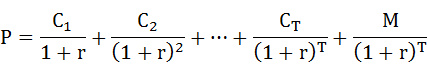 P = C₁/(1 + r) + C₂/(1 + r)² + ⋯ + C_T/(1 + r)ᵀ + M/(1 + r)ᵀ